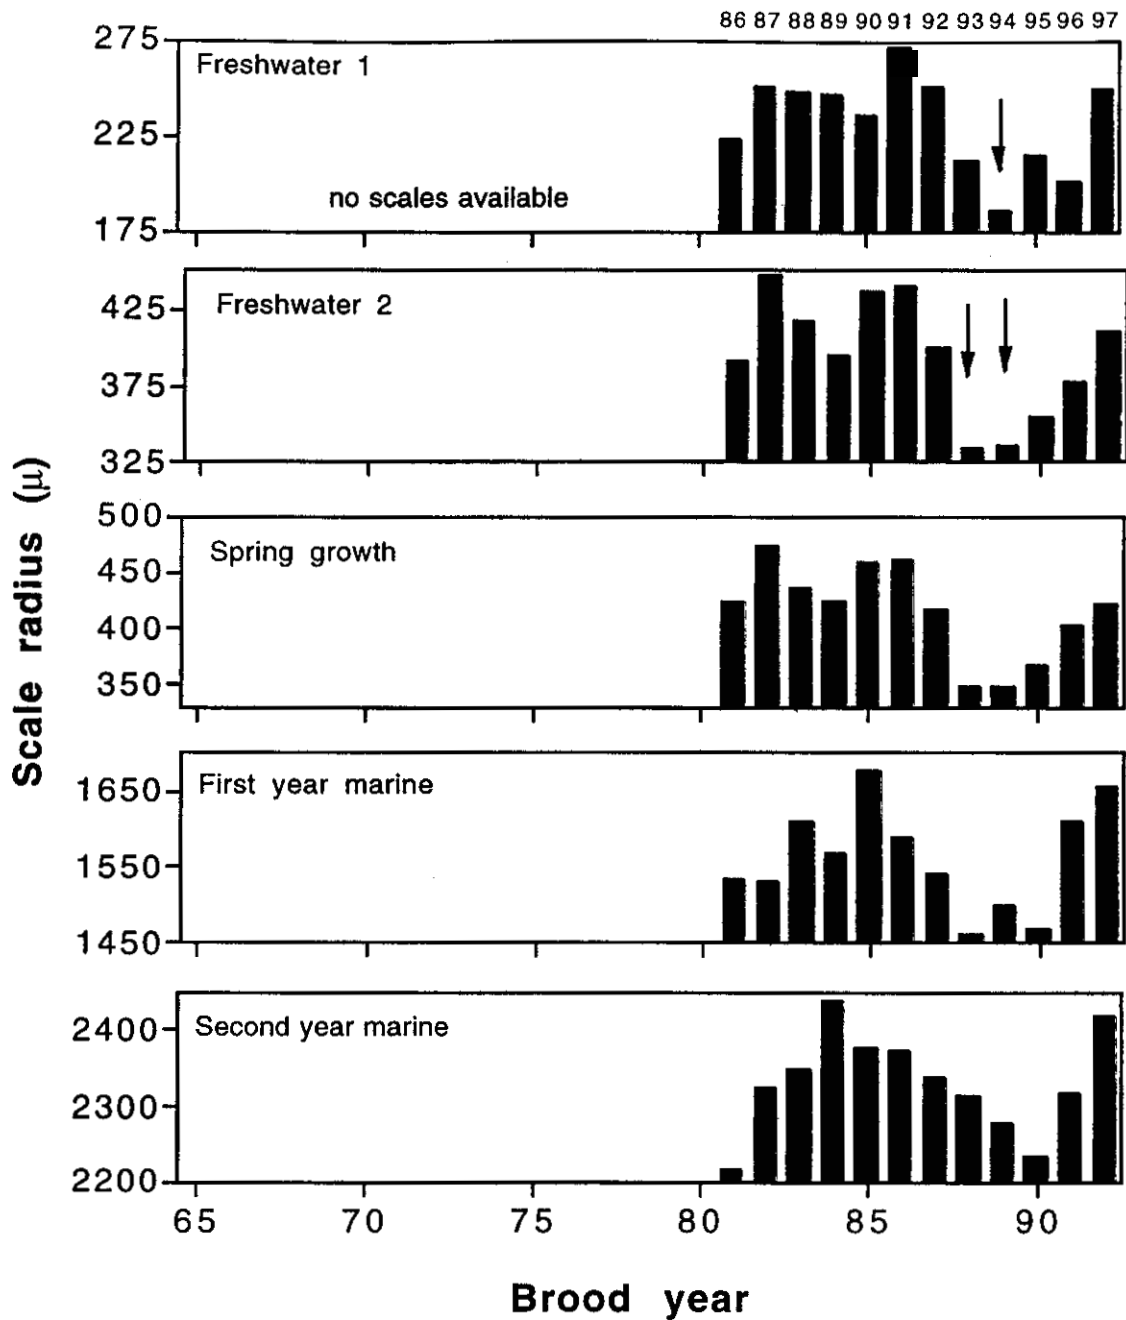 86 87 88 89 90 91 92 93 94 95 96 97
275
Freshwater 1
225
no scales available
175
425
Freshwater 2
375
325
500
Spring growth
450
400
350
1650
First year marine
1550
1450
2400
Second year marine
2300
2200
65 70 75 80 85 90
Brood year
Scale radius (μ)